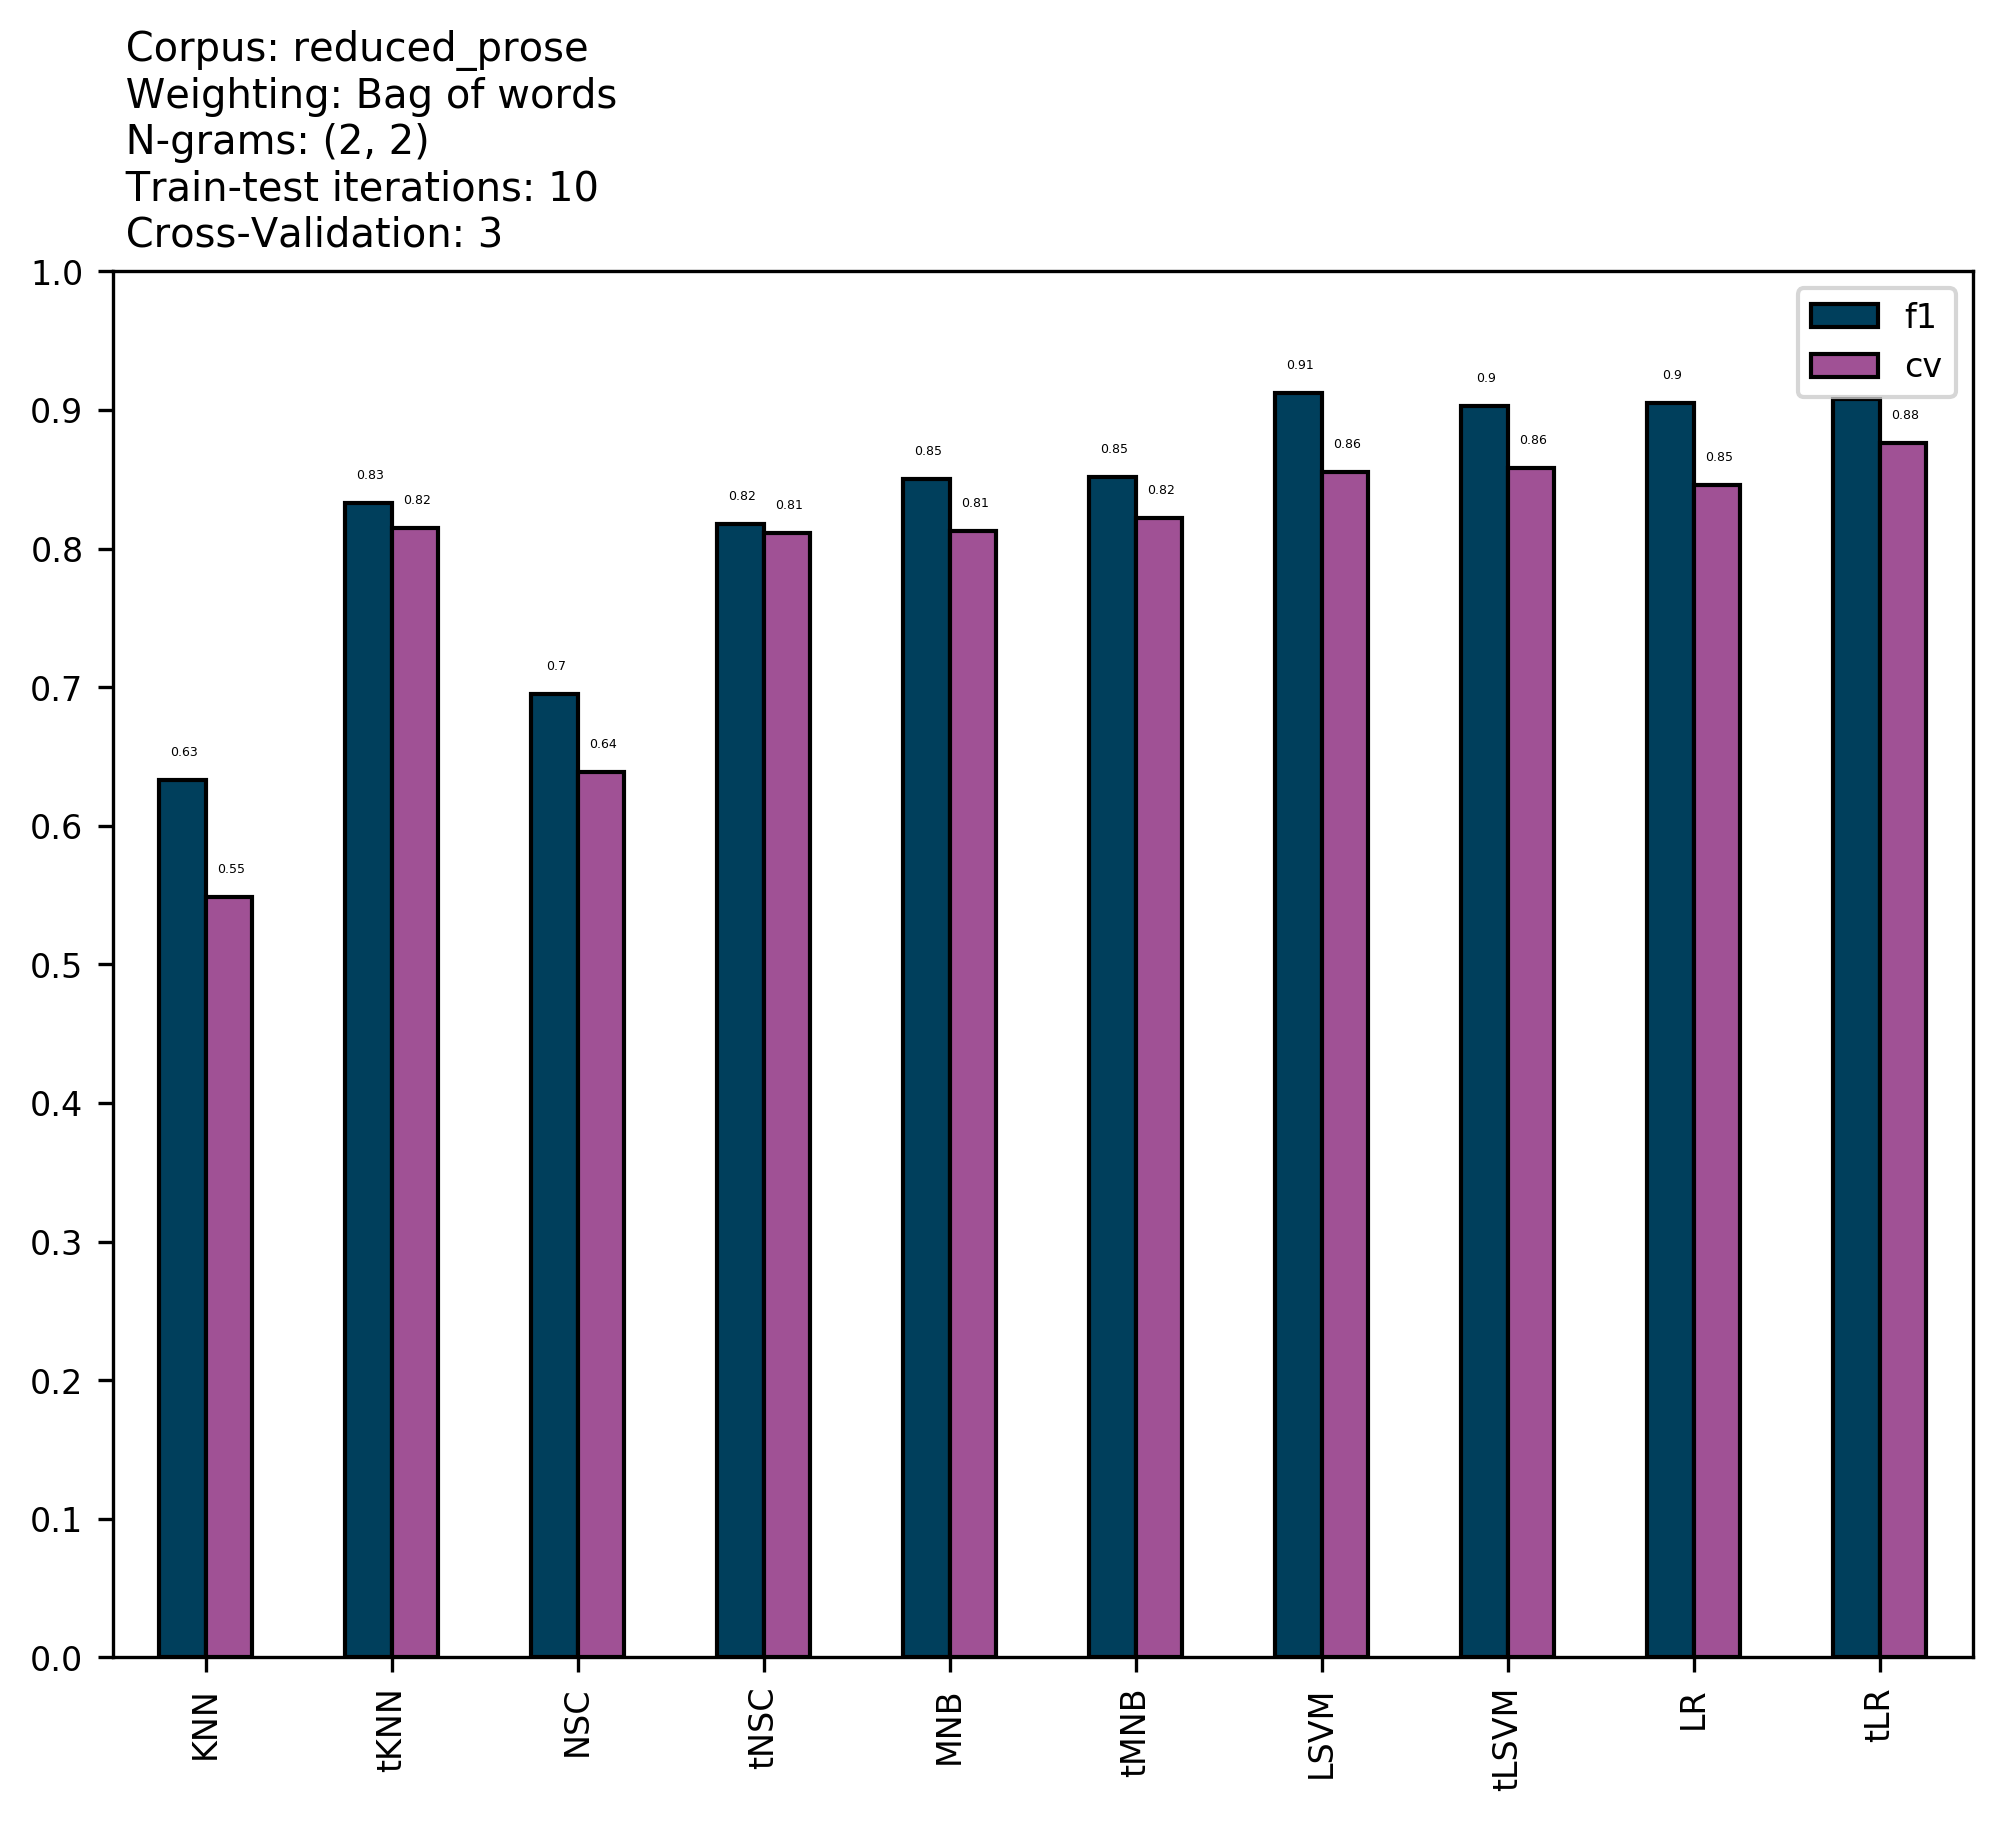 Corpus: reduced_prose
Weighting: Bag of words
N-grams: (2, 2)
Train-test iterations: 10
Cross-Validation: 3
1.0
0.9
0.8
0.7
0.6
0.5
0.4
0.3
0.2
0.1
0.0
f1
cv
0.63
0.55
0.83
0.82
0.7
0.64
0.82
0.81
0.85
0.81
0.85
0.82
0.91
0.86
0.9
0.86
0.9
0.85
0.88
KNN
tKNN
NSC
tNSC
MNB
tMNB
LSVM
tLSVM
LR
tLR